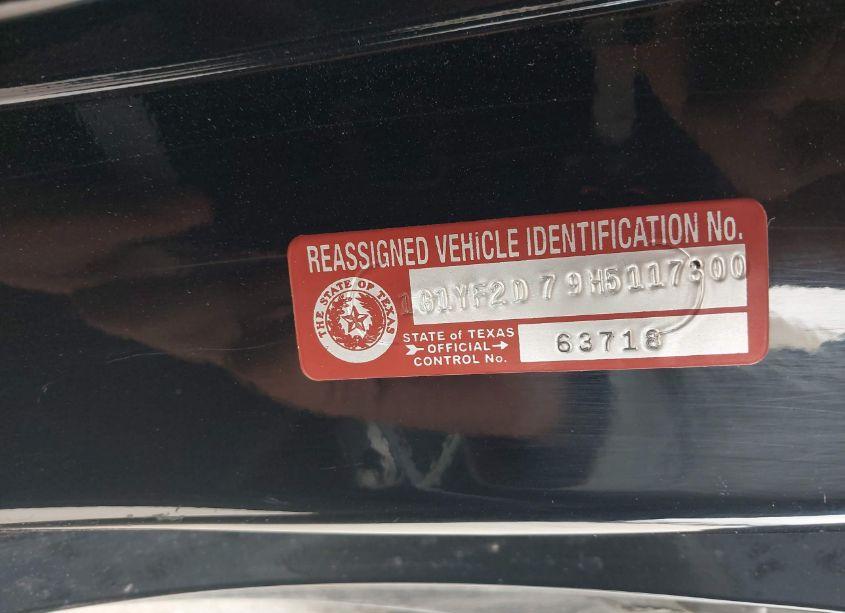 REASSIGNED VEHiCLE IDENTIFICATION No.
1G1YF2D79H5117300
THE STATE OF TEXAS
STATE of TEXAS
OFFICIAL
CONTROL No.
63718